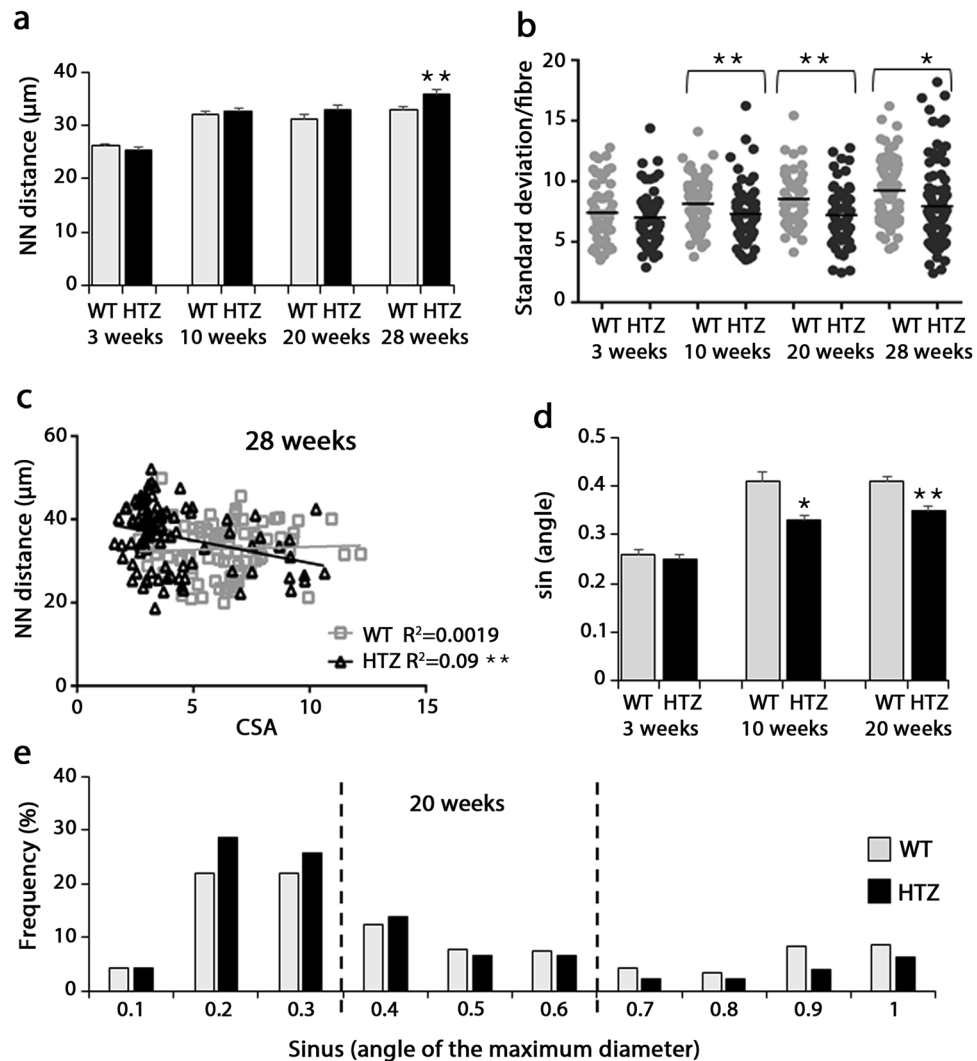 a
NN distance (µm)
40
30
20
10
0
**
WT HTZ WT HTZ WT HTZ WT HTZ
3 weeks 10 weeks 20 weeks 28 weeks
b
Standard deviation/fibre
20
15
10
5
0
** ** *
WT HTZ WT HTZ WT HTZ WT HTZ
3 weeks 10 weeks 20 weeks 28 weeks
c
28 weeks
NN distance (µm)
60
40
20
0
WT R²=0.0019
HTZ R²=0.09 **
0 5 10 15
CSA
d
sin (angle)
0.5
0.4
0.3
0.2
0.1
0
* **
WT HTZ WT HTZ WT HTZ
3 weeks 10 weeks 20 weeks
e
20 weeks
Frequency (%)
40
30
20
10
0
WT
HTZ
0.1 0.2 0.3 0.4 0.5 0.6 0.7 0.8 0.9 1
Sinus (angle of the maximum diameter)